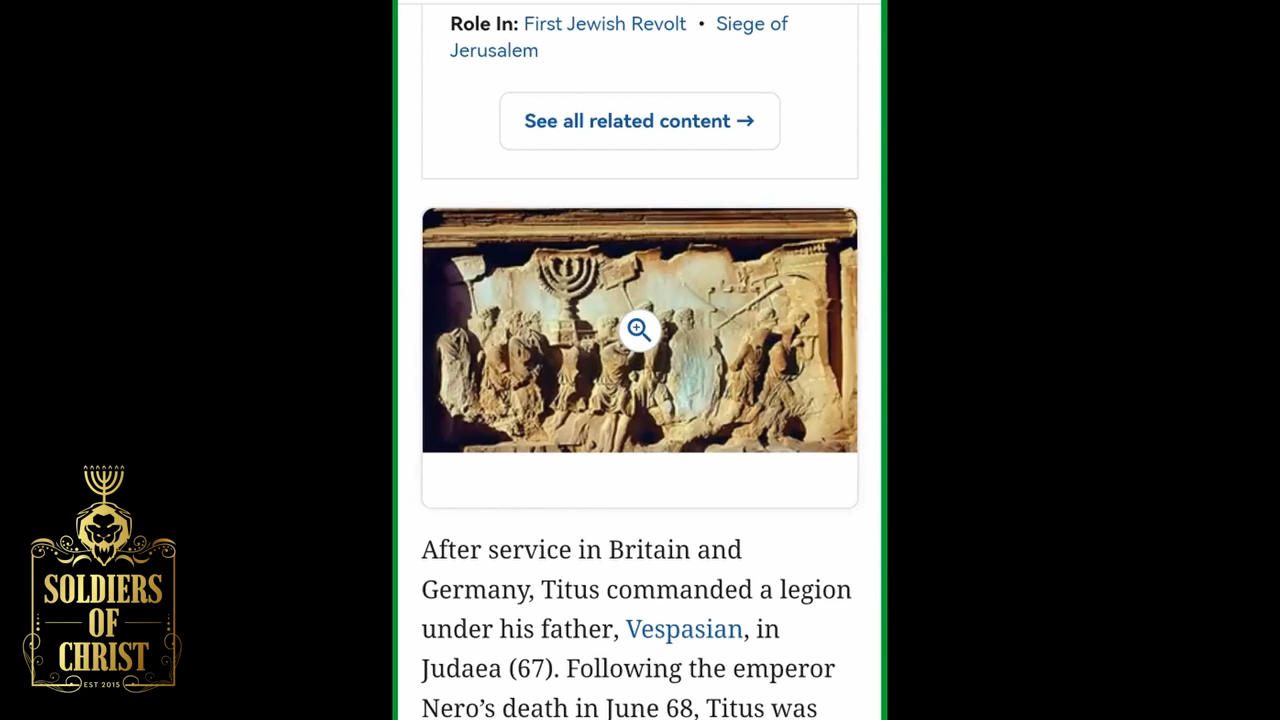 Role In: First Jewish Revolt • Siege of
Jerusalem
See all related content →
After service in Britain and
Germany, Titus commanded a legion
under his father, Vespasian, in
Judaea (67). Following the emperor
Nero’s death in June 68, Titus was
SOLDIERS
OF
CHRIST
EST 2015